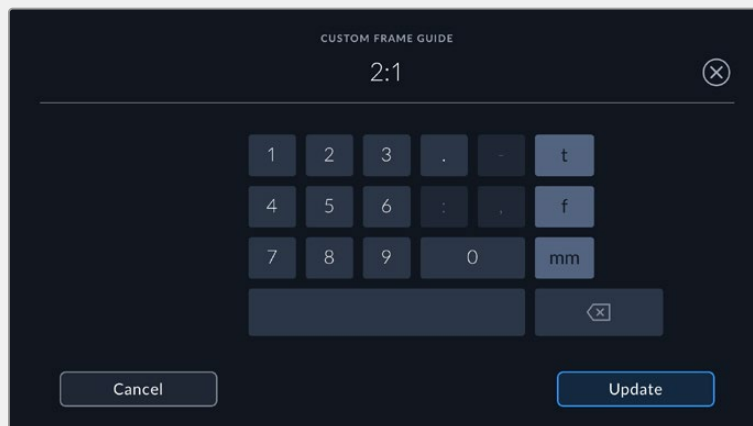 CUSTOM FRAME GUIDE
2:1
1 2 3 . - t
4 5 6 : , f
7 8 9 0 mm
Cancel Update